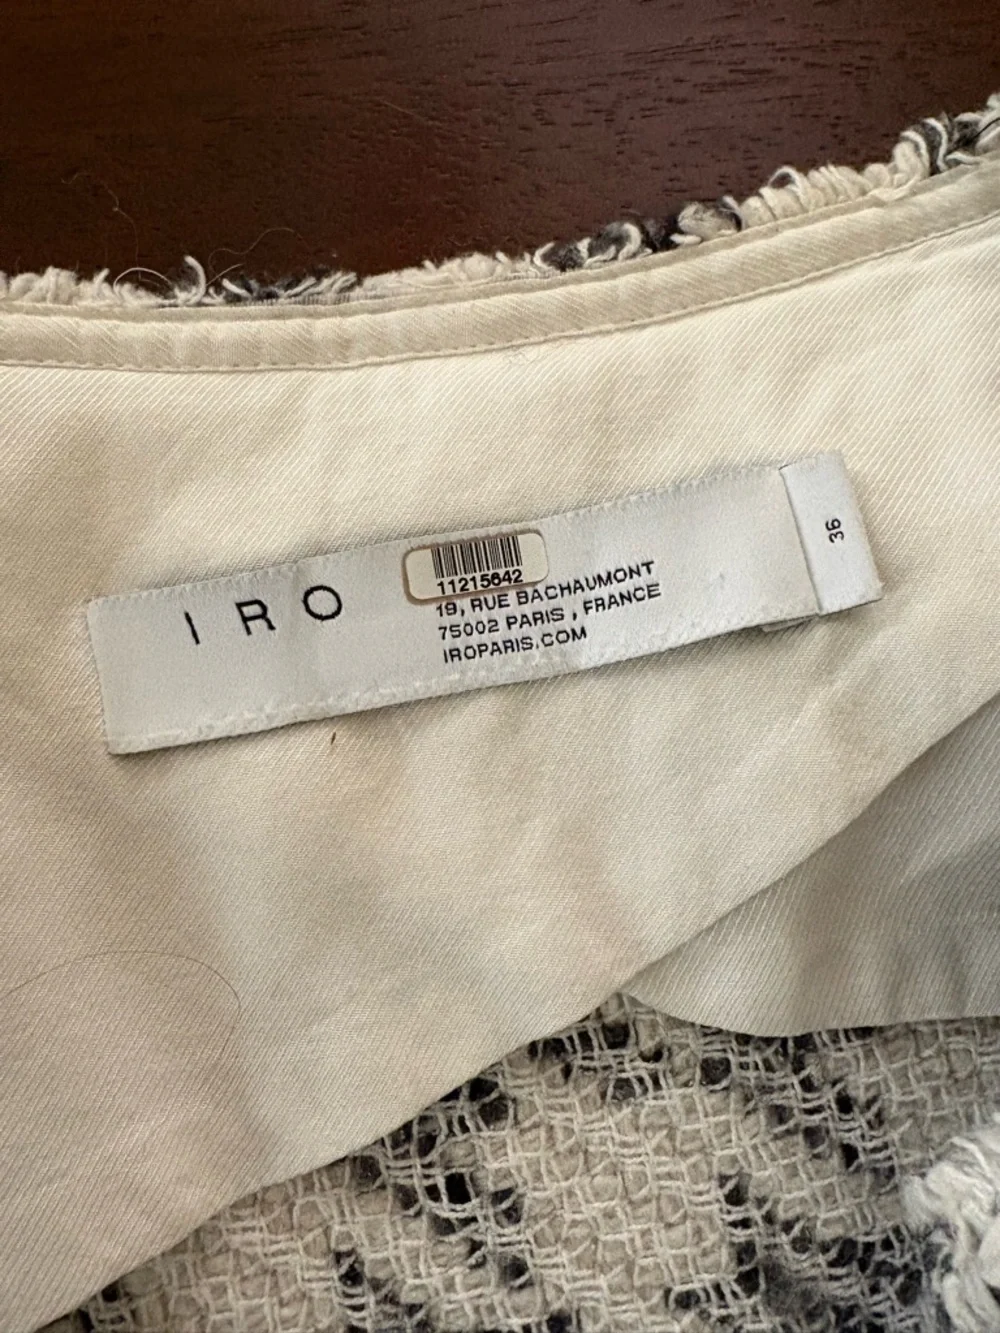 IRO
11215642
19, RUE BACHAUMONT
75002 PARIS, FRANCE
IROPARIS.COM
36